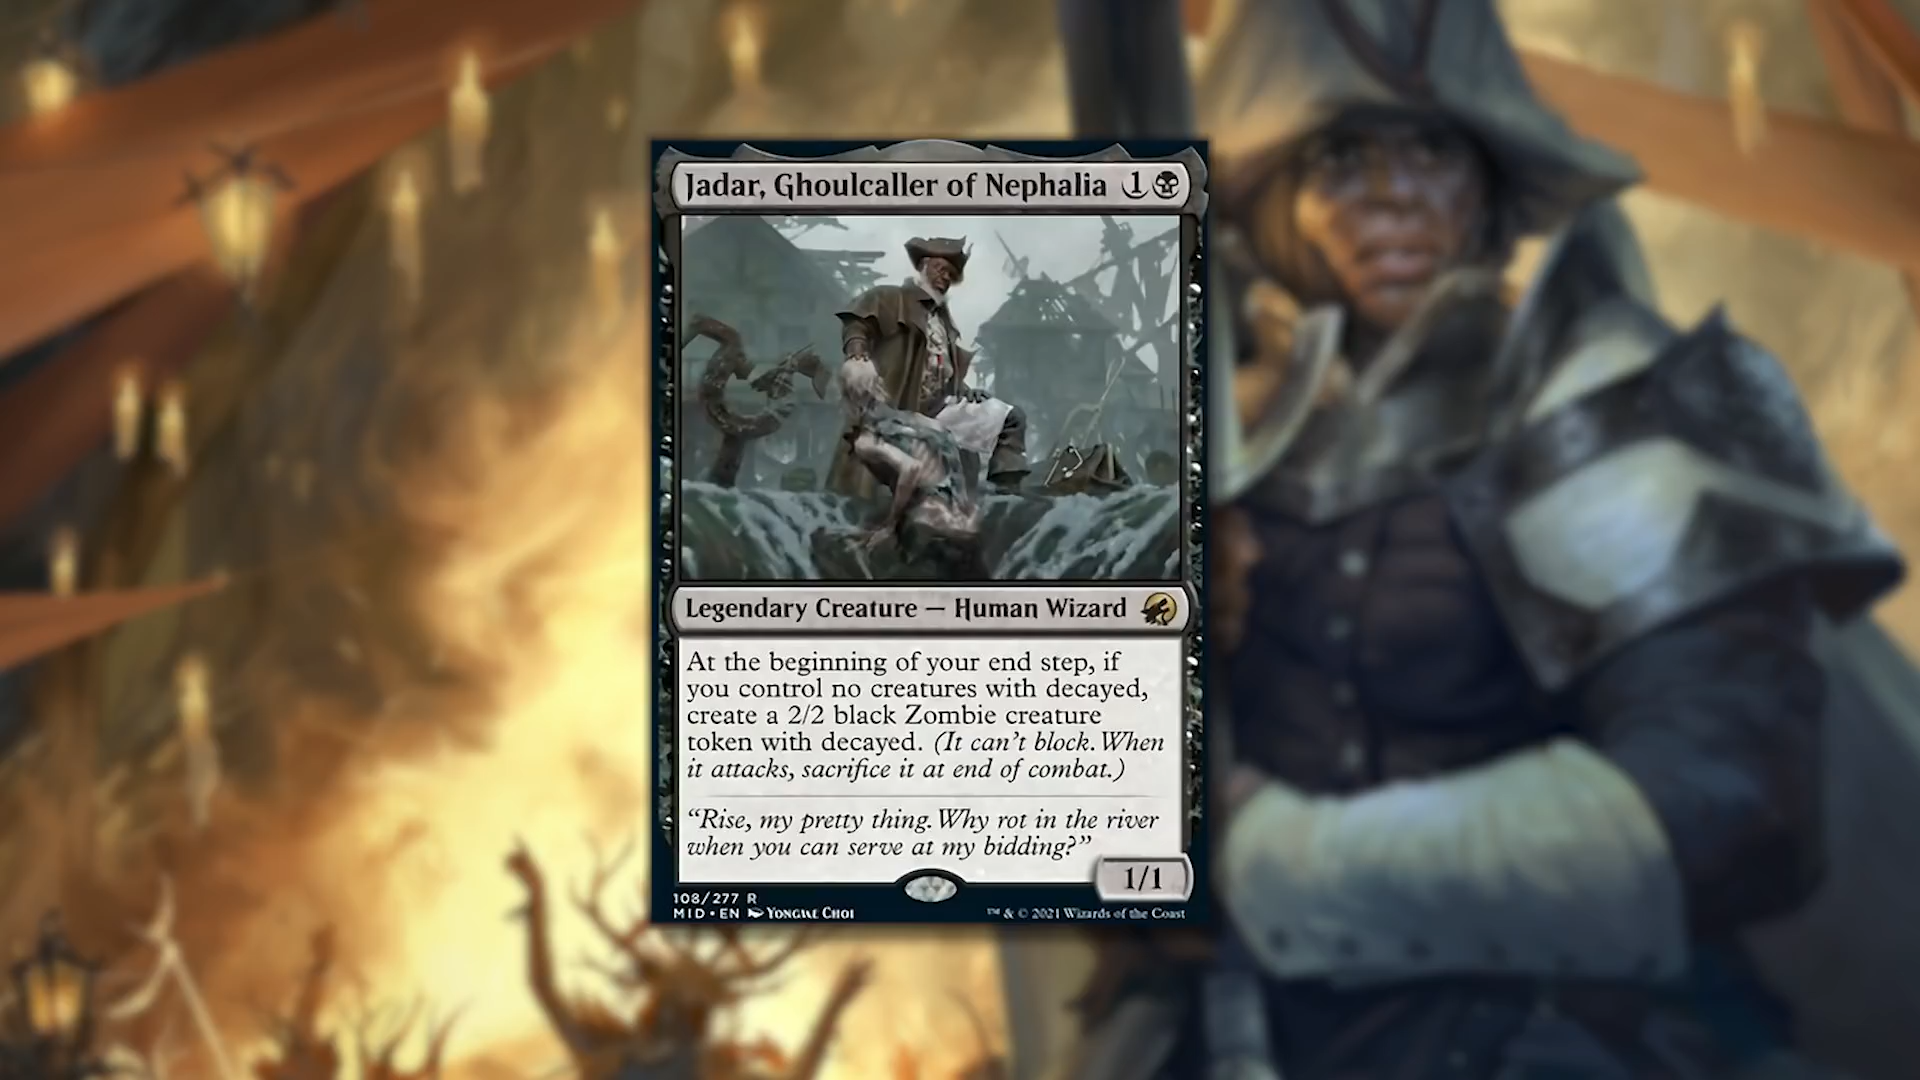 Jadar, Ghoulcaller of Nephalia 1
Legendary Creature — Human Wizard
At the beginning of your end step, if
you control no creatures with decayed,
create a 2/2 black Zombie creature
token with decayed. (It can't block. When
it attacks, sacrifice it at end of combat.)
“Rise, my pretty thing. Why rot in the river
when you can serve at my bidding?”
1/1
108/277 R
MID • EN Yongjae Choi
™ & © 2021 Wizards of the Coast